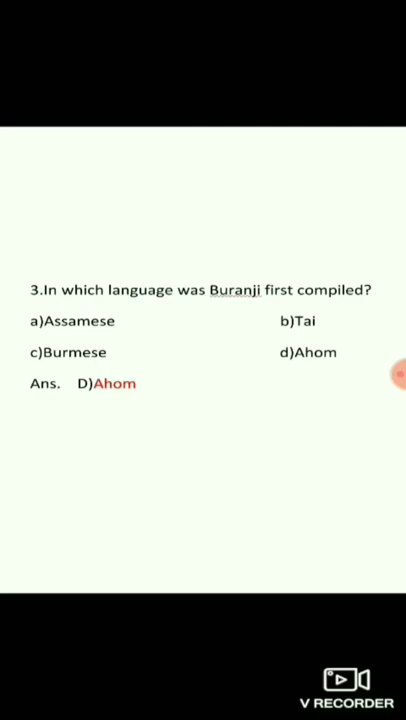 3.In which language was Buranji first compiled?
a)Assamese b)Tai
c)Burmese d)Ahom
Ans. D)Ahom
V RECORDER